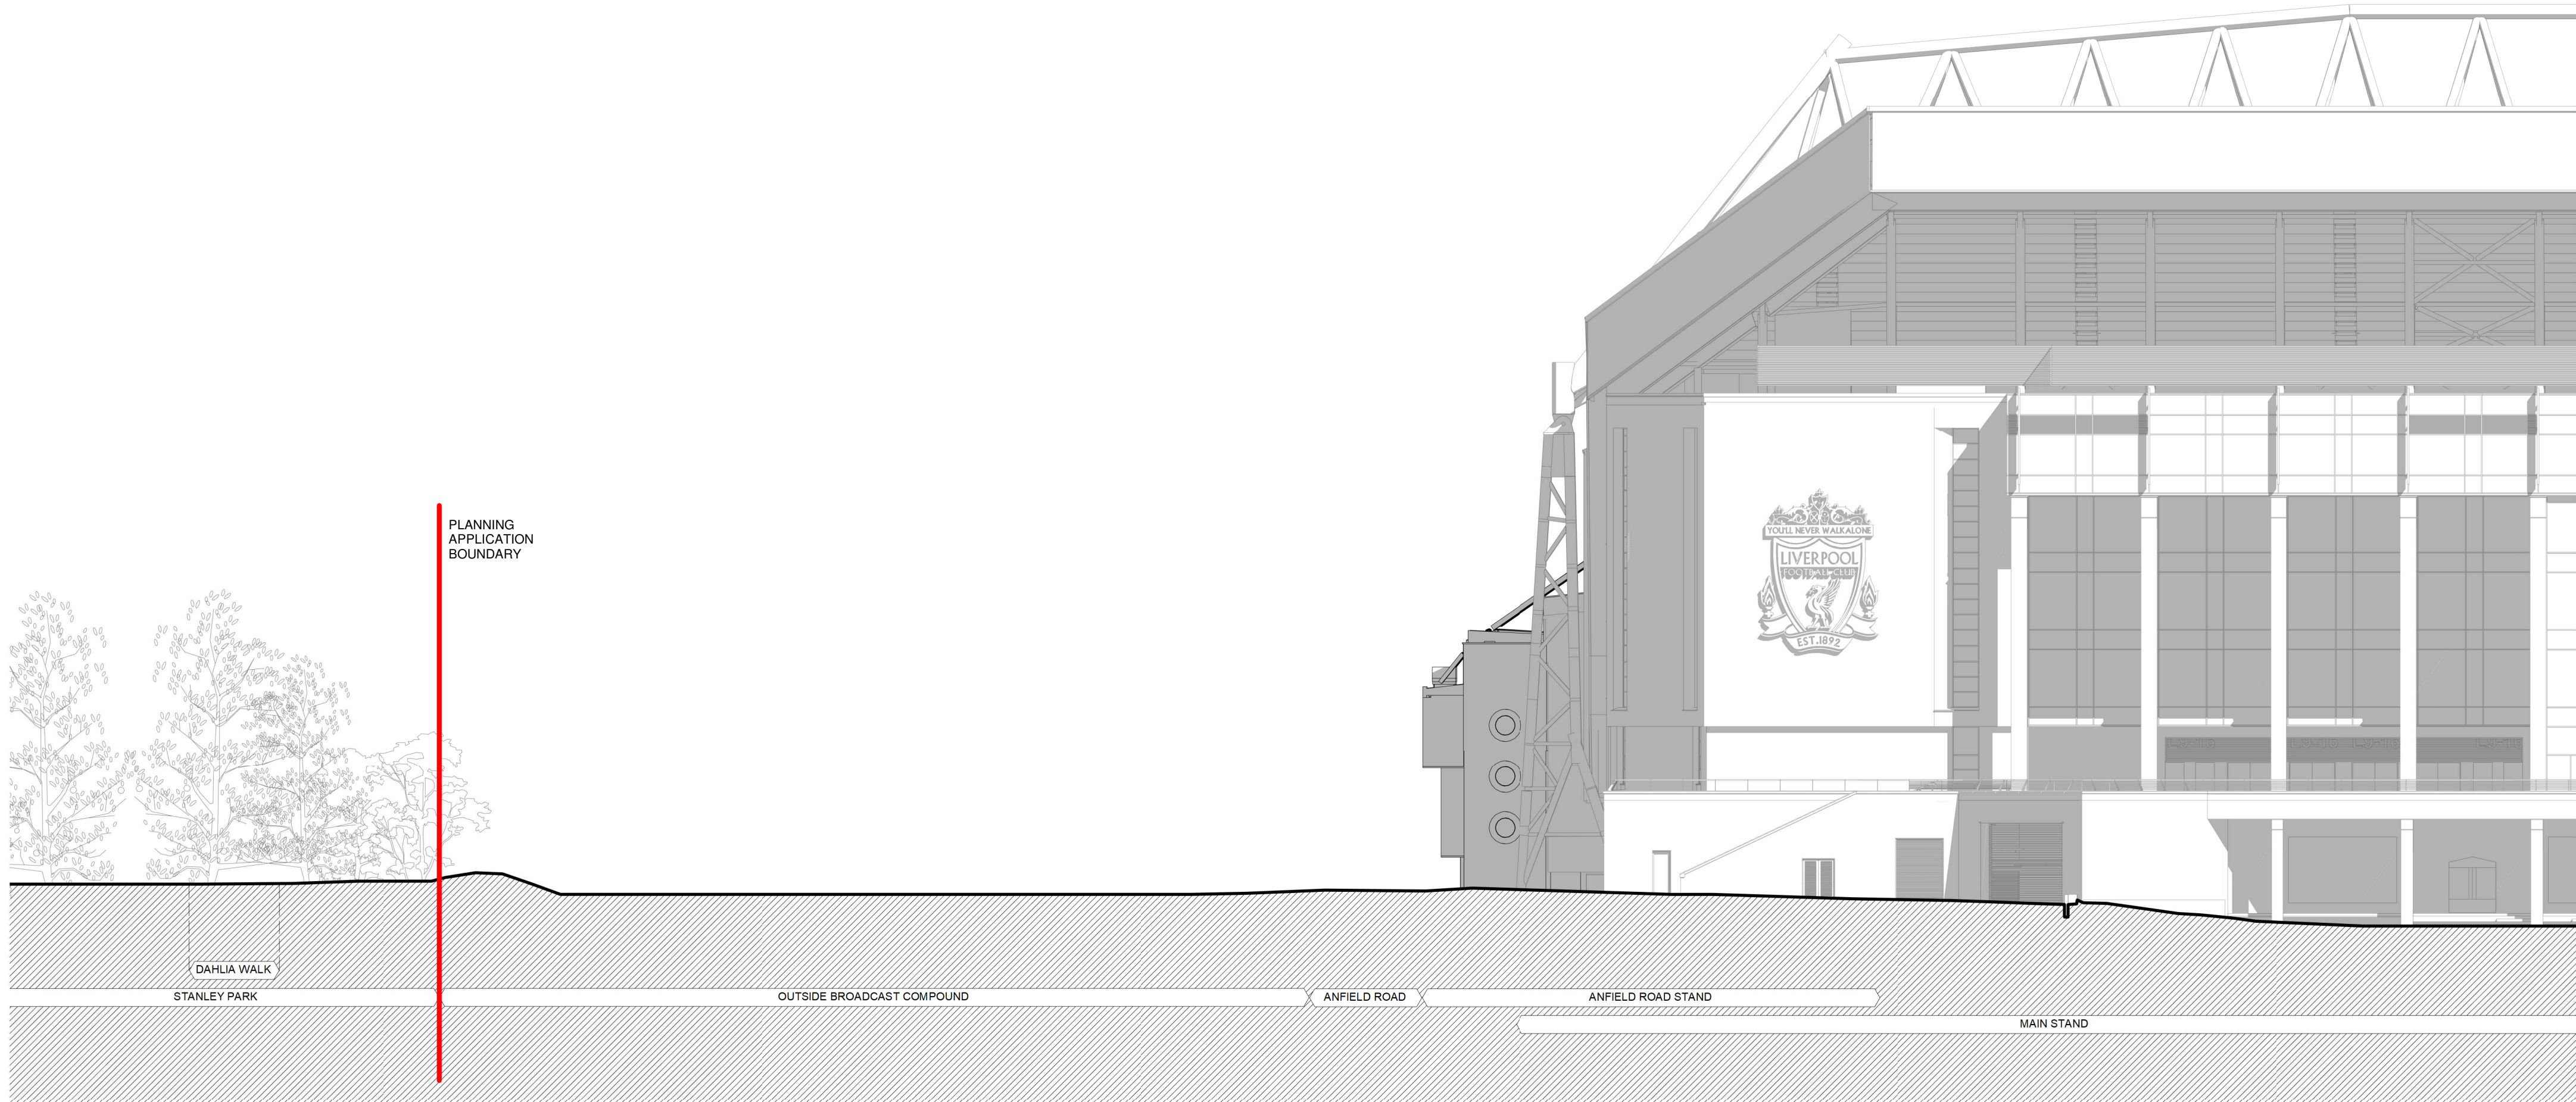 PLANNING
APPLICATION
BOUNDARY
YOU'LL NEVER WALK ALONE
LIVERPOOL
FOOTBALL CLUB
EST. 1892
DAHLIA WALK
STANLEY PARK
OUTSIDE BROADCAST COMPOUND
ANFIELD ROAD
ANFIELD ROAD STAND
MAIN STAND